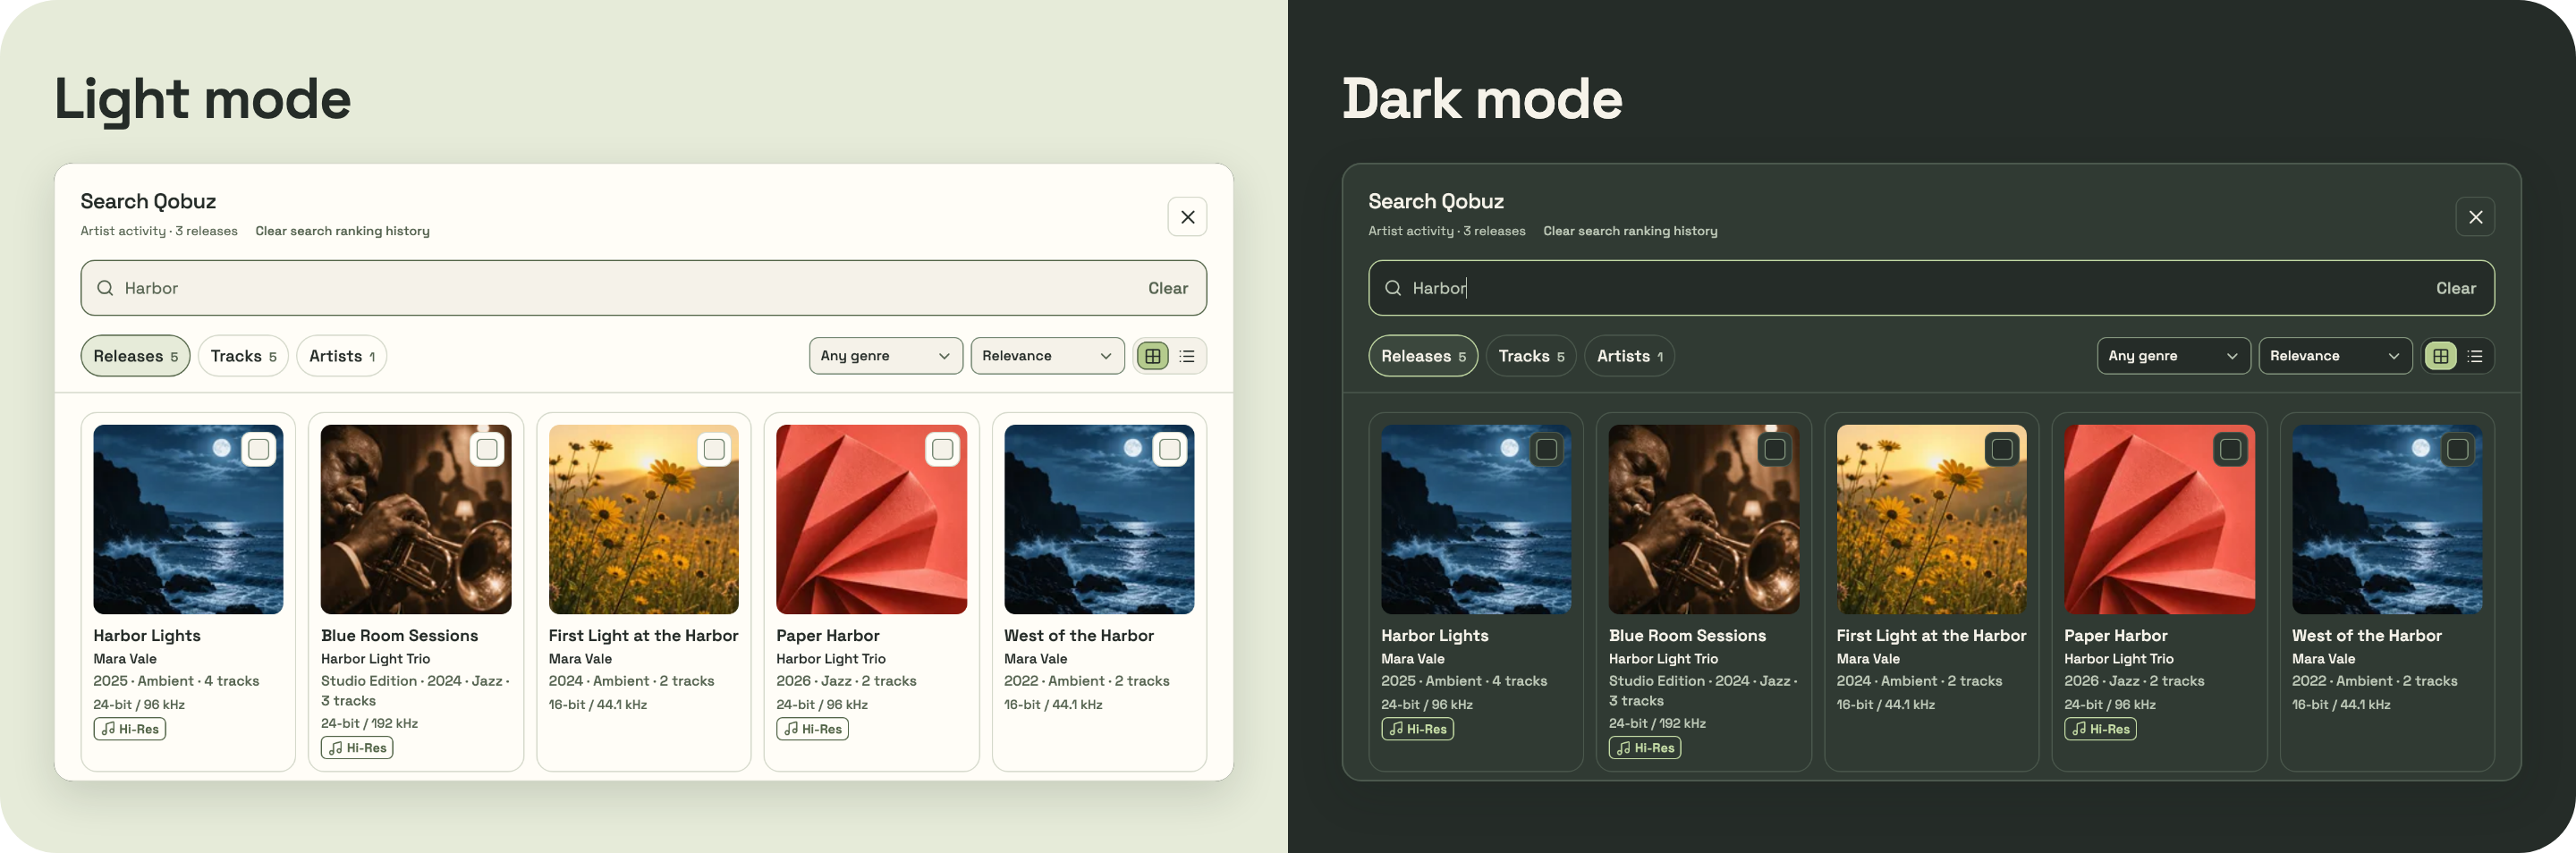 Light mode
Search Qobuz
Artist activity · 3 releases Clear search ranking history
Harbor Clear
Releases 5 Tracks 5 Artists 1 Any genre Relevance
Harbor Lights
Mara Vale
2025 · Ambient · 4 tracks
24-bit / 96 kHz
Hi-Res
Blue Room Sessions
Harbor Light Trio
Studio Edition · 2024 · Jazz ·
3 tracks
24-bit / 192 kHz
Hi-Res
First Light at the Harbor
Mara Vale
2024 · Ambient · 2 tracks
16-bit / 44.1 kHz
Paper Harbor
Harbor Light Trio
2026 · Jazz · 2 tracks
24-bit / 96 kHz
Hi-Res
West of the Harbor
Mara Vale
2022 · Ambient · 2 tracks
16-bit / 44.1 kHz
Dark mode
Search Qobuz
Artist activity · 3 releases Clear search ranking history
Harbor Clear
Releases 5 Tracks 5 Artists 1 Any genre Relevance
Harbor Lights
Mara Vale
2025 · Ambient · 4 tracks
24-bit / 96 kHz
Hi-Res
Blue Room Sessions
Harbor Light Trio
Studio Edition · 2024 · Jazz ·
3 tracks
24-bit / 192 kHz
Hi-Res
First Light at the Harbor
Mara Vale
2024 · Ambient · 2 tracks
16-bit / 44.1 kHz
Paper Harbor
Harbor Light Trio
2026 · Jazz · 2 tracks
24-bit / 96 kHz
Hi-Res
West of the Harbor
Mara Vale
2022 · Ambient · 2 tracks
16-bit / 44.1 kHz